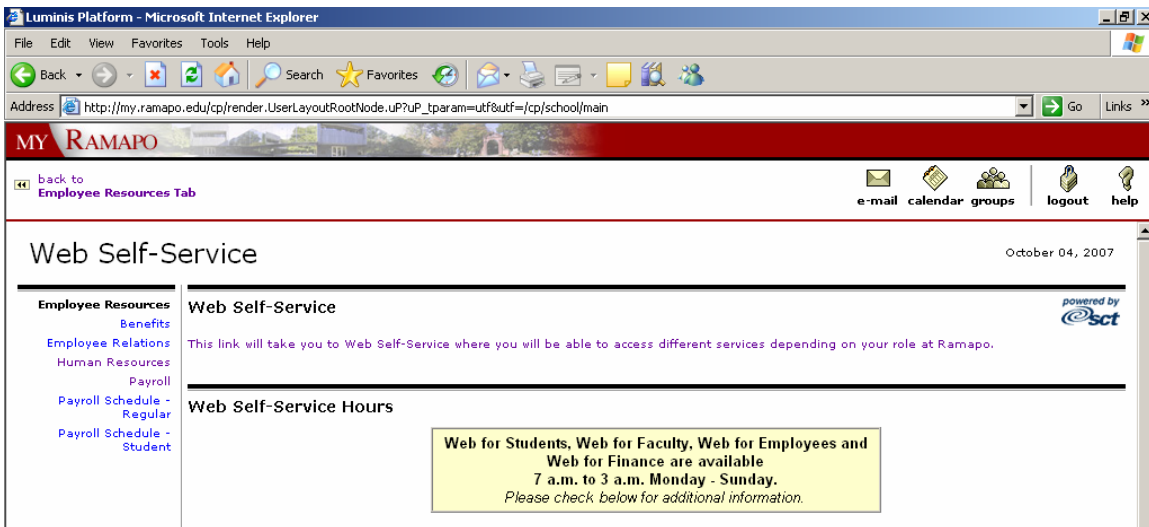 Luminis Platform - Microsoft Internet Explorer
File Edit View Favorites Tools Help
Back Search Favorites
Address http://my.ramapo.edu/cp/render.UserLayoutRootNode.uP?uP_tparam=utf&utf=/cp/school/main Go Links »
MY RAMAPO
back to
Employee Resources Tab
e-mail calendar groups logout help
Web Self-Service
October 04, 2007
Employee Resources
Benefits
Employee Relations
Human Resources
Payroll
Payroll Schedule -
Regular
Payroll Schedule -
Student
Web Self-Service
powered by
sct
This link will take you to Web Self-Service where you will be able to access different services depending on your role at Ramapo.
Web Self-Service Hours
Web for Students, Web for Faculty, Web for Employees and
Web for Finance are available
7 a.m. to 3 a.m. Monday - Sunday.
Please check below for additional information.